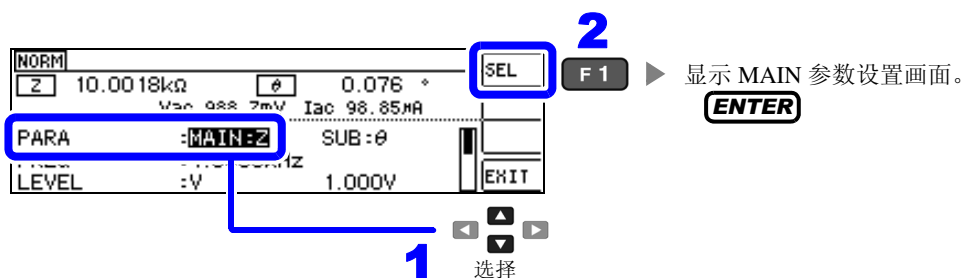 2
NORM
SEL
F1
显示 MAIN 参数设置画面。
Z 10.0018kΩ θ 0.076 °
Vac 988.7mV Iac 98.85µA
ENTER
PARA :MAIN:Z SUB:θ
LEVEL :V 1.000V
EXIT
1
选择